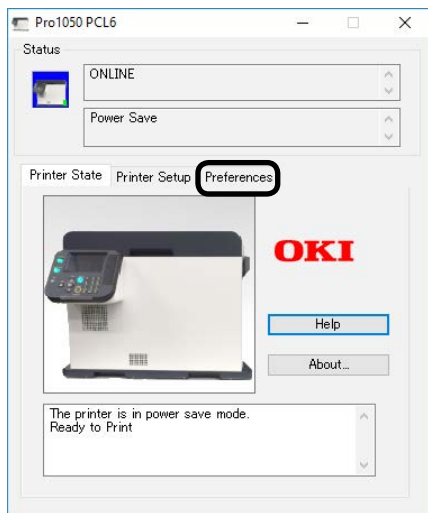 Pro1050 PCL6
Status
ONLINE
Power Save
Printer State Printer Setup Preferences
OKI
Help
About...
The printer is in power save mode.
Ready to Print